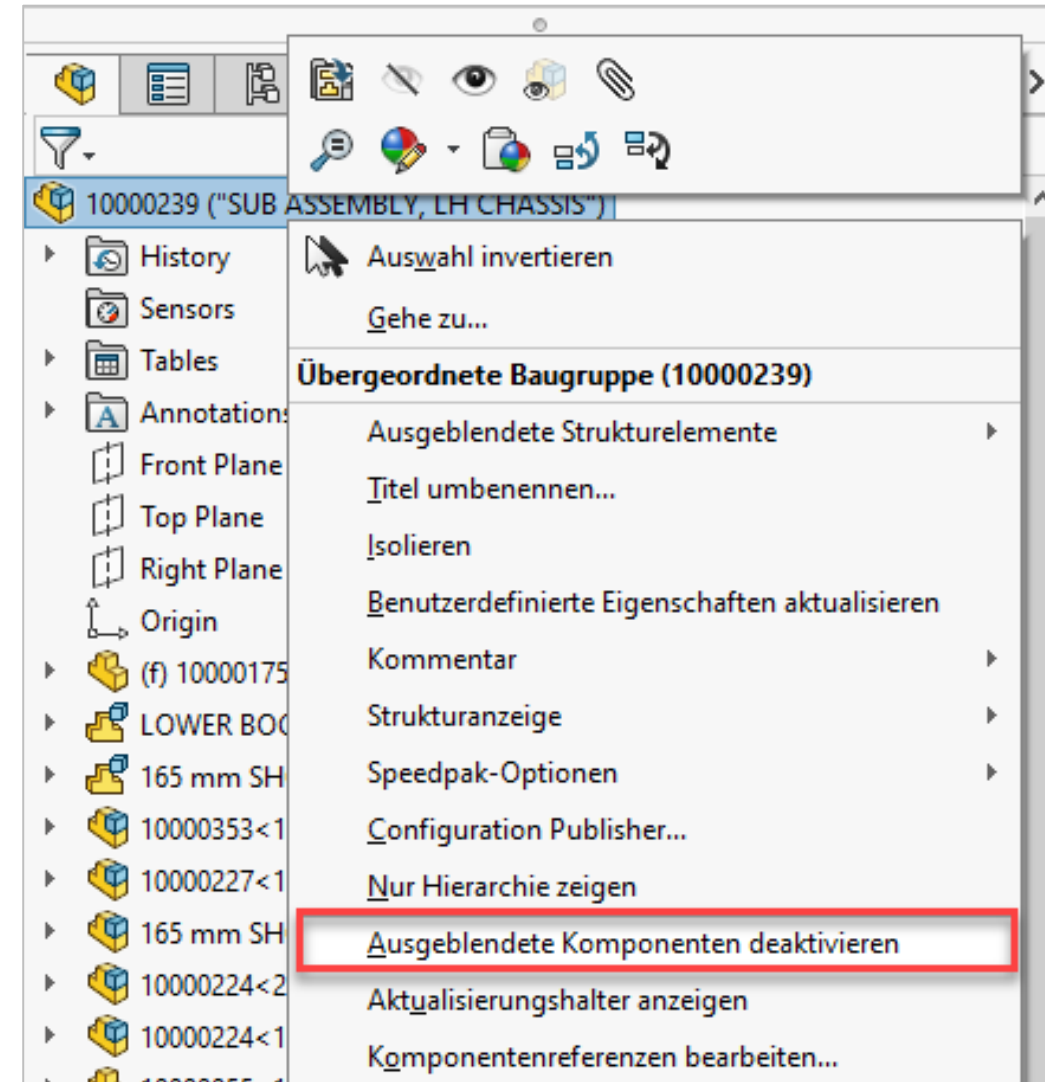 10000239 ("SUB ASSEMBLY, LH CHASSIS")
History
Sensors
Tables
Annotations
Front Plane
Top Plane
Right Plane
Origin
(f) 10000175
LOWER BOG
165 mm SH
10000353<1
10000227<1
165 mm SH
10000224<2
10000224<1
Auswahl invertieren
Gehe zu...
Übergeordnete Baugruppe (10000239)
Ausgeblendete Strukturelemente
Titel umbenennen...
Isolieren
Benutzerdefinierte Eigenschaften aktualisieren
Kommentar
Strukturanzeige
Speedpak-Optionen
Configuration Publisher...
Nur Hierarchie zeigen
Ausgeblendete Komponenten deaktivieren
Aktualisierungshalter anzeigen
Komponentenreferenzen bearbeiten...